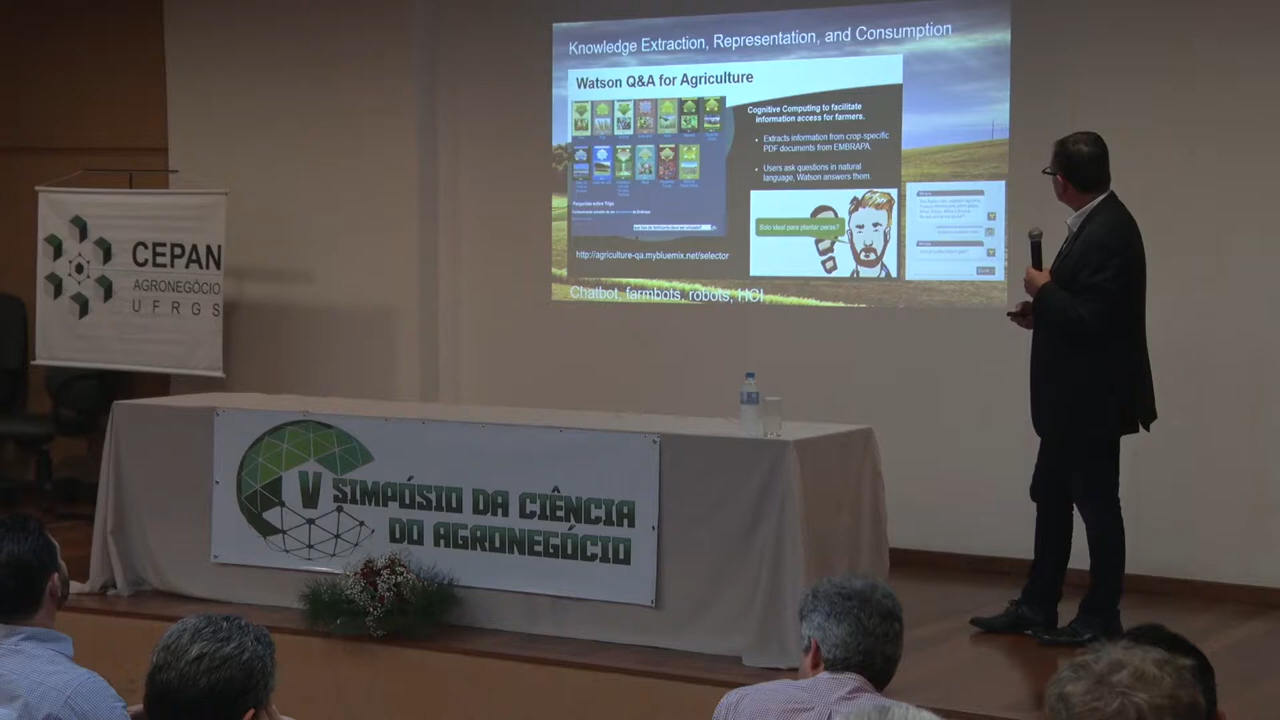 Knowledge Extraction, Representation, and Consumption
Watson Q&A for Agriculture
Cognitive Computing to facilitate
information access for farmers.
• Extracts information from crop-specific
PDF documents from EMBRAPA.
• Users ask questions in natural
language, Watson answers them.
Perguntas sobre Trigo
Solo ideal para plantar peras?
http://agriculture-qa.mybluemix.net/selector
Chatbot, farmbots, robots, HCI
CEPAN
AGRONEGÓCIO
UFRGS
V SIMPÓSIO DA CIÊNCIA
DO AGRONEGÓCIO